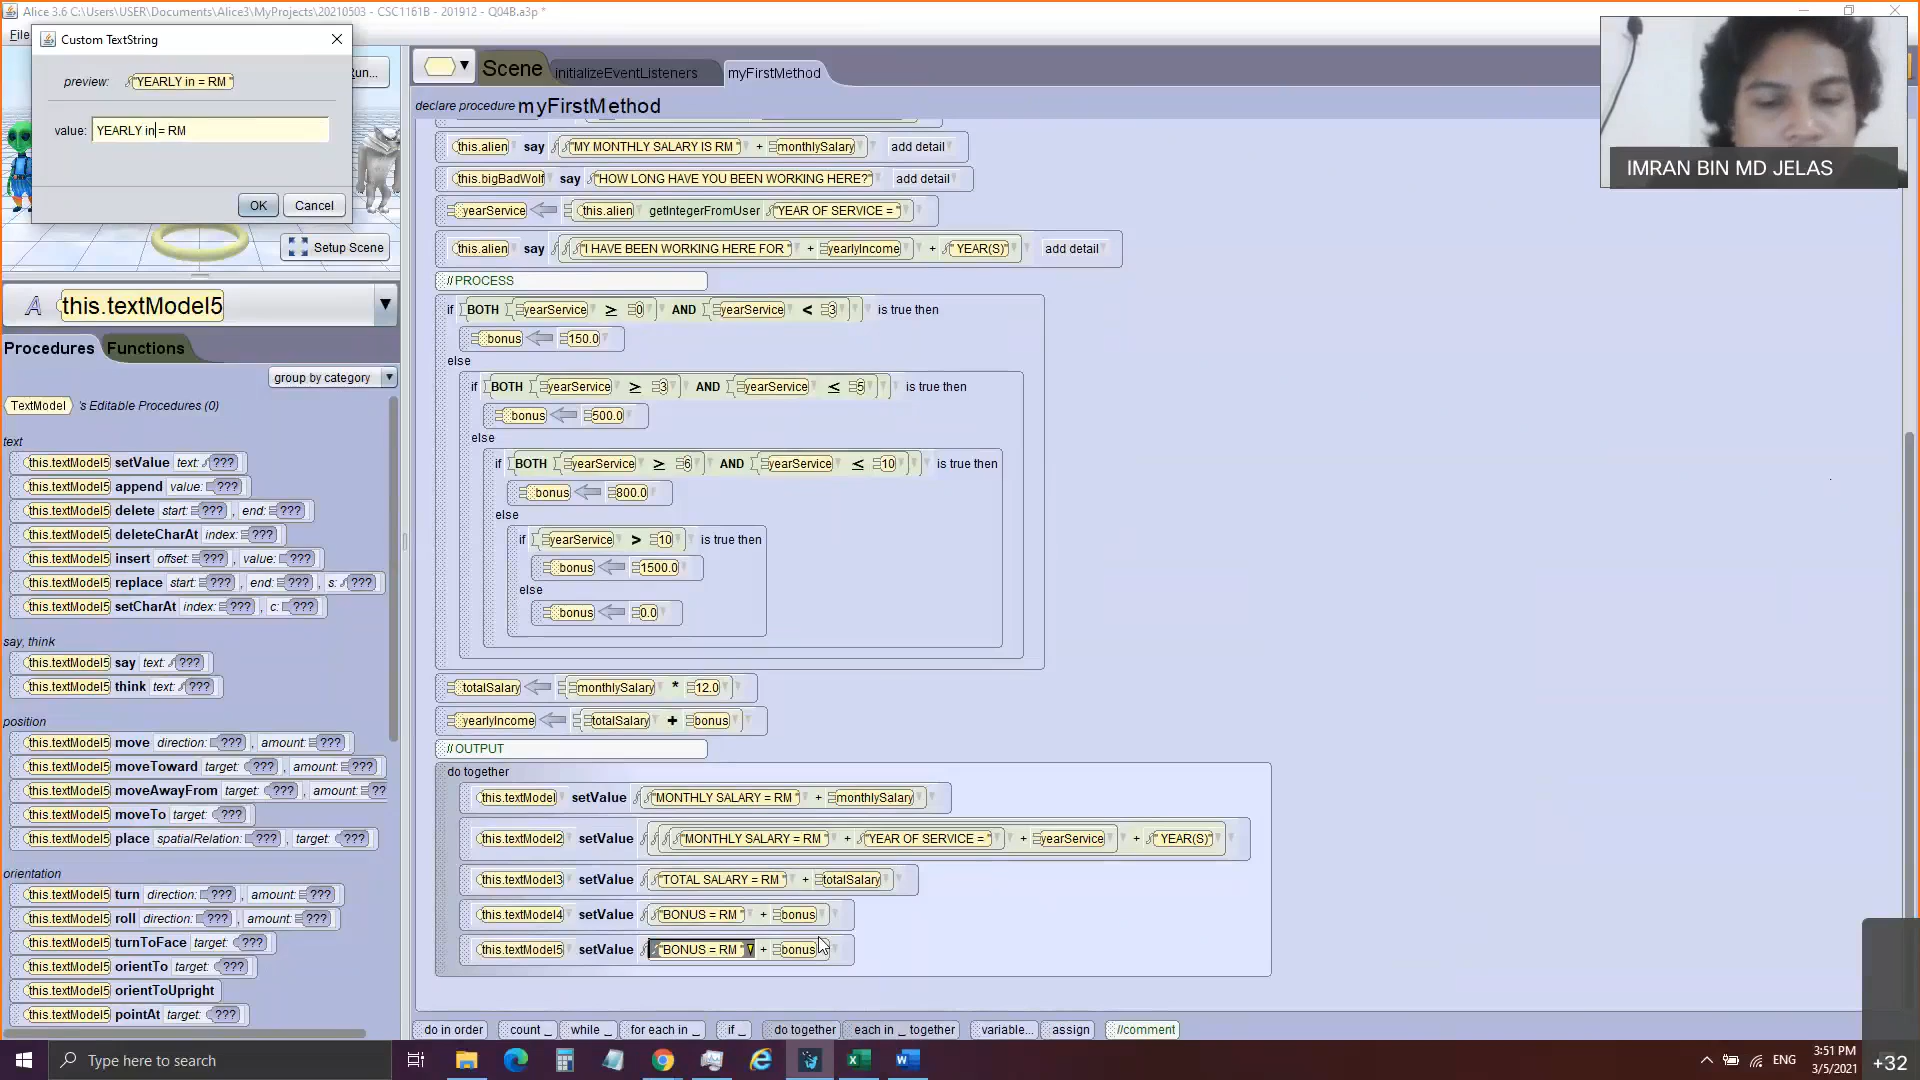 Alice 3.6 C:\Users\USER\Documents\Alice3\MyProjects\20210503 - CSC1161B - 201912 - Q04B.a3p *
File
Custom TextString
preview: "YEARLY in = RM "
value: YEARLY in = RM
OK Cancel
un...
Setup Scene
this.textModel5
Procedures Functions
group by category
TextModel 's Editable Procedures (0)
text
this.textModel5 setValue text: ???
this.textModel5 append value: ???
this.textModel5 delete start: ??? , end: ???
this.textModel5 deleteCharAt index: ???
this.textModel5 insert offset: ??? , value: ???
this.textModel5 replace start: ??? , end: ??? , s: ???
this.textModel5 setCharAt index: ??? , c: ???
say, think
this.textModel5 say text: ???
this.textModel5 think text: ???
position
this.textModel5 move direction: ??? , amount: ???
this.textModel5 moveToward target: ??? , amount: ???
this.textModel5 moveAwayFrom target: ??? , amount: ??
this.textModel5 moveTo target: ???
this.textModel5 place spatialRelation: ??? , target: ???
orientation
this.textModel5 turn direction: ??? , amount: ???
this.textModel5 roll direction: ??? , amount: ???
this.textModel5 turnToFace target: ???
this.textModel5 orientTo target: ???
this.textModel5 orientToUpright
this.textModel5 pointAt target: ???
Scene initializeEventListeners myFirstMethod
declare procedure myFirstMethod
this.alien say "MY MONTHLY SALARY IS RM " + monthlySalary add detail
this.bigBadWolf say "HOW LONG HAVE YOU BEEN WORKING HERE?" add detail
yearService this.alien getIntegerFromUser "YEAR OF SERVICE = "
this.alien say "I HAVE BEEN WORKING HERE FOR " + yearlyIncome + " YEAR(S)" add detail
//PROCESS
if BOTH yearService ≥ 0 AND yearService < 3 is true then
bonus 150.0
else
if BOTH yearService ≥ 3 AND yearService ≤ 5 is true then
bonus 500.0
else
if BOTH yearService ≥ 6 AND yearService ≤ 10 is true then
bonus 800.0
else
if yearService > 10 is true then
bonus 1500.0
else
bonus 0.0
totalSalary monthlySalary * 12.0
yearlyIncome totalSalary + bonus
//OUTPUT
do together
this.textModel setValue "MONTHLY SALARY = RM " + monthlySalary
this.textModel2 setValue "MONTHLY SALARY = RM " + "YEAR OF SERVICE = " + yearService + " YEAR(S)"
this.textModel3 setValue "TOTAL SALARY = RM " + totalSalary
this.textModel4 setValue "BONUS = RM " + bonus
this.textModel5 setValue "BONUS = RM " + bonus
do in order count _ while _ for each in _ if _ do together each in _ together variable... assign //comment
IMRAN BIN MD JELAS
Type here to search
ENG
3:51 PM
3/5/2021
+32